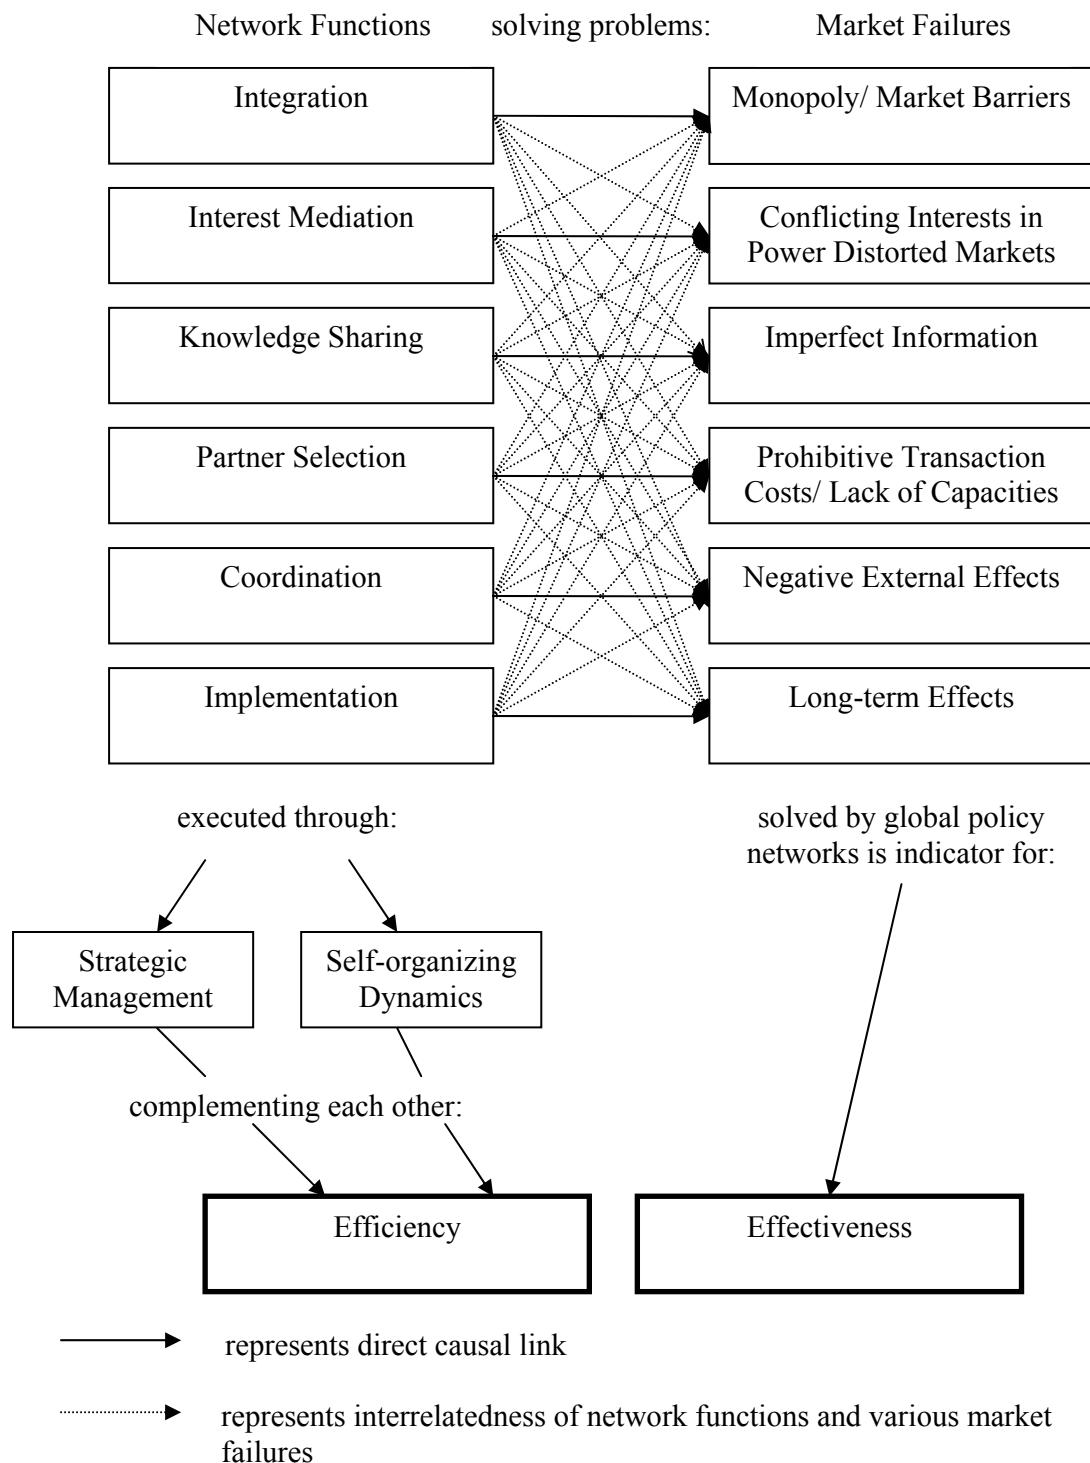 Network Functions solving problems: Market Failures
Integration
Monopoly/ Market Barriers
Interest Mediation
Conflicting Interests in
Power Distorted Markets
Knowledge Sharing
Imperfect Information
Partner Selection
Prohibitive Transaction
Costs/ Lack of Capacities
Coordination
Negative External Effects
Implementation
Long-term Effects
executed through:
solved by global policy
networks is indicator for:
Strategic
Management
Self-organizing
Dynamics
complementing each other:
Efficiency
Effectiveness
represents direct causal link
represents interrelatedness of network functions and various market
failures